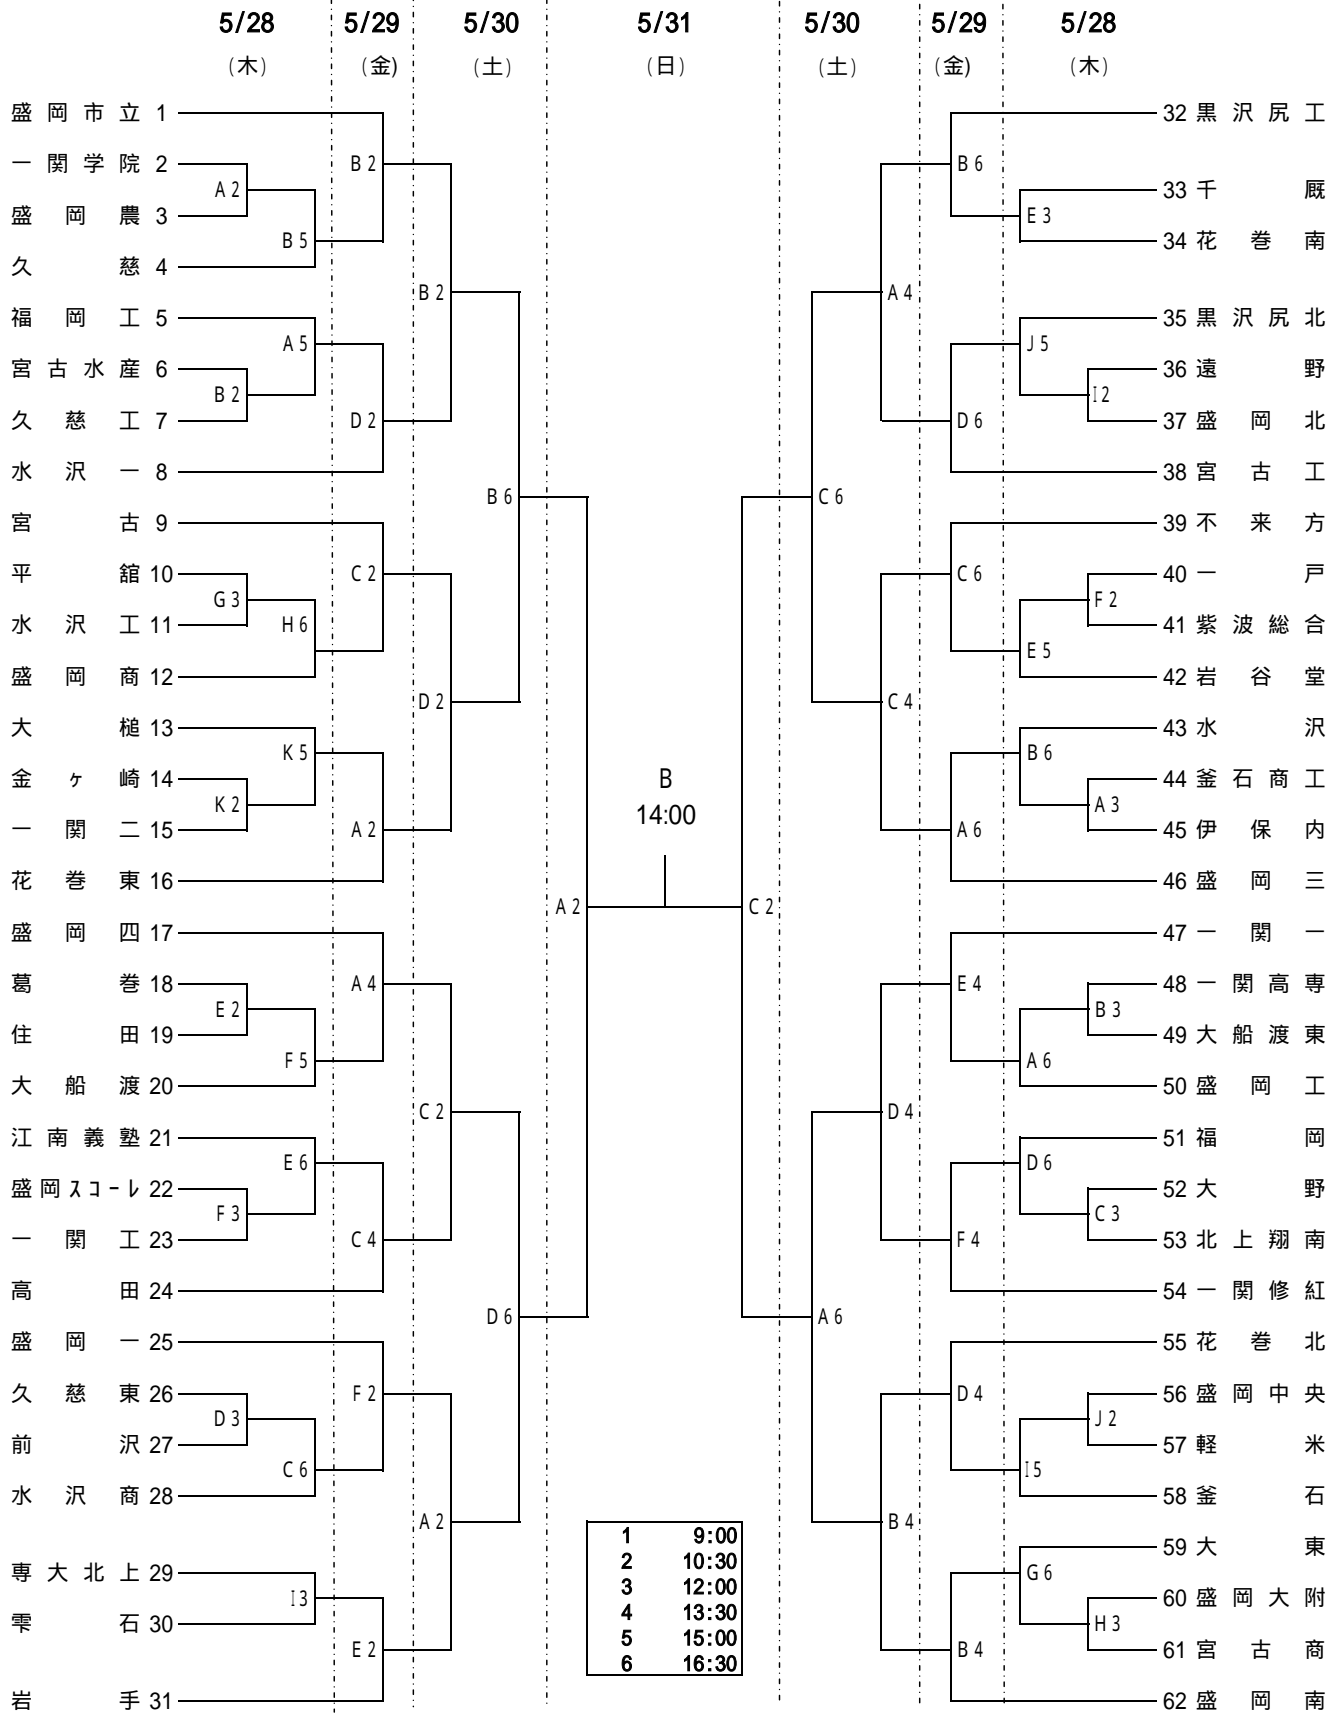 5/28 5/29 5/30 5/31 5/30 5/29 5/28
(木) (金) (土) (日) (土) (金) (木)
盛岡市立 1 32 黒沢尻工
一関学院 2 B2 B6
A2 33 千厩
盛岡農 3 E3
B5 34 花巻南
久慈 4
B2 A4
福岡工 5 35 黒沢尻北
A5 J5
宮古水産 6 36 遠野
B2 I2
久慈工 7 D2 D6 37 盛岡北
水沢一 8 38 宮古工
B6 C6
宮古 9 39 不来方
平舘 10 C2 C6 40 一戸
G3 F2
水沢工 11 H6 41 紫波総合
E5
盛岡商 12 42 岩谷堂
D2 C4
大槌 13 43 水沢
K5 B6
金ヶ崎 14 B 44 釜石商工
K2 14:00 A3
一関二 15 A2 A6 45 伊保内
花巻東 16 46 盛岡三
A2 C2
盛岡四 17 47 一関一
葛巻 18 A4 E4 48 一関高専
E2 B3
住田 19 49 大船渡東
F5 A6
大船渡 20 50 盛岡工
C2 D4
江南義塾 21 51 福岡
E6 D6
盛岡スコーレ 22 52 大野
F3 C3
一関工 23 C4 F4 53 北上翔南
高田 24 54 一関修紅
D6 A6
盛岡一 25 55 花巻北
久慈東 26 F2 D4 56 盛岡中央
D3 J2
前沢 27 57 軽米
C6 I5
水沢商 28 58 釜石
A2 B4
1 9:00 59 大東
2 10:30
専大北上 29 3 12:00 G6
I3 4 13:30 60 盛岡大附
雫石 30 H3
5 15:00
E2 B4 61 宮古商
6 16:30
岩手 31 62 盛岡南